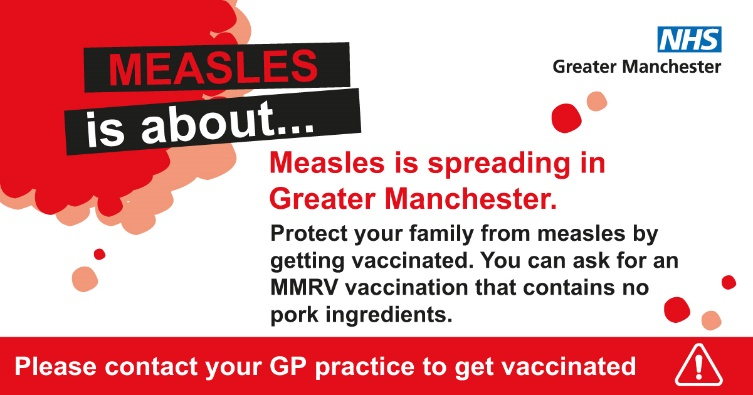 MEASLES
is about...
NHS
Greater Manchester
Measles is spreading in
Greater Manchester.
Protect your family from measles by
getting vaccinated. You can ask for an
MMRV vaccination that contains no
pork ingredients.
Please contact your GP practice to get vaccinated